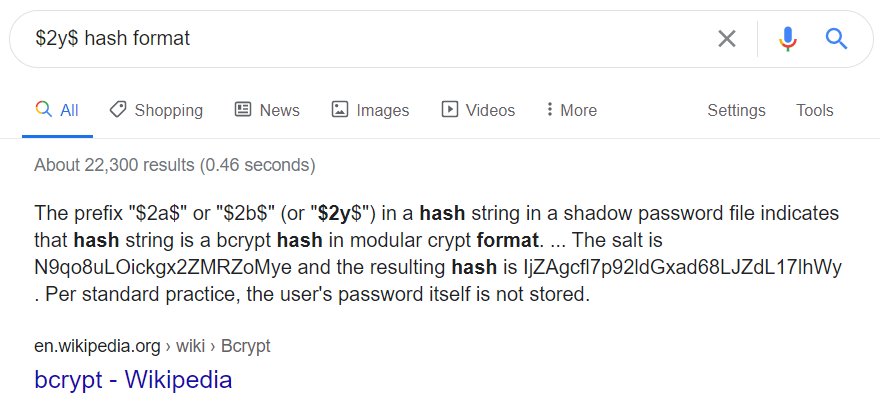 $2y$ hash format
All Shopping News Images Videos More Settings Tools
About 22,300 results (0.46 seconds)
The prefix "$2a$" or "$2b$" (or "$2y$") in a hash string in a shadow password file indicates
that hash string is a bcrypt hash in modular crypt format. ... The salt is
N9qo8uLOickgx2ZMRZoMye and the resulting hash is IjZAgcfl7p92ldGxad68LJZdL17lhWy
. Per standard practice, the user's password itself is not stored.
en.wikipedia.org › wiki › Bcrypt
bcrypt - Wikipedia